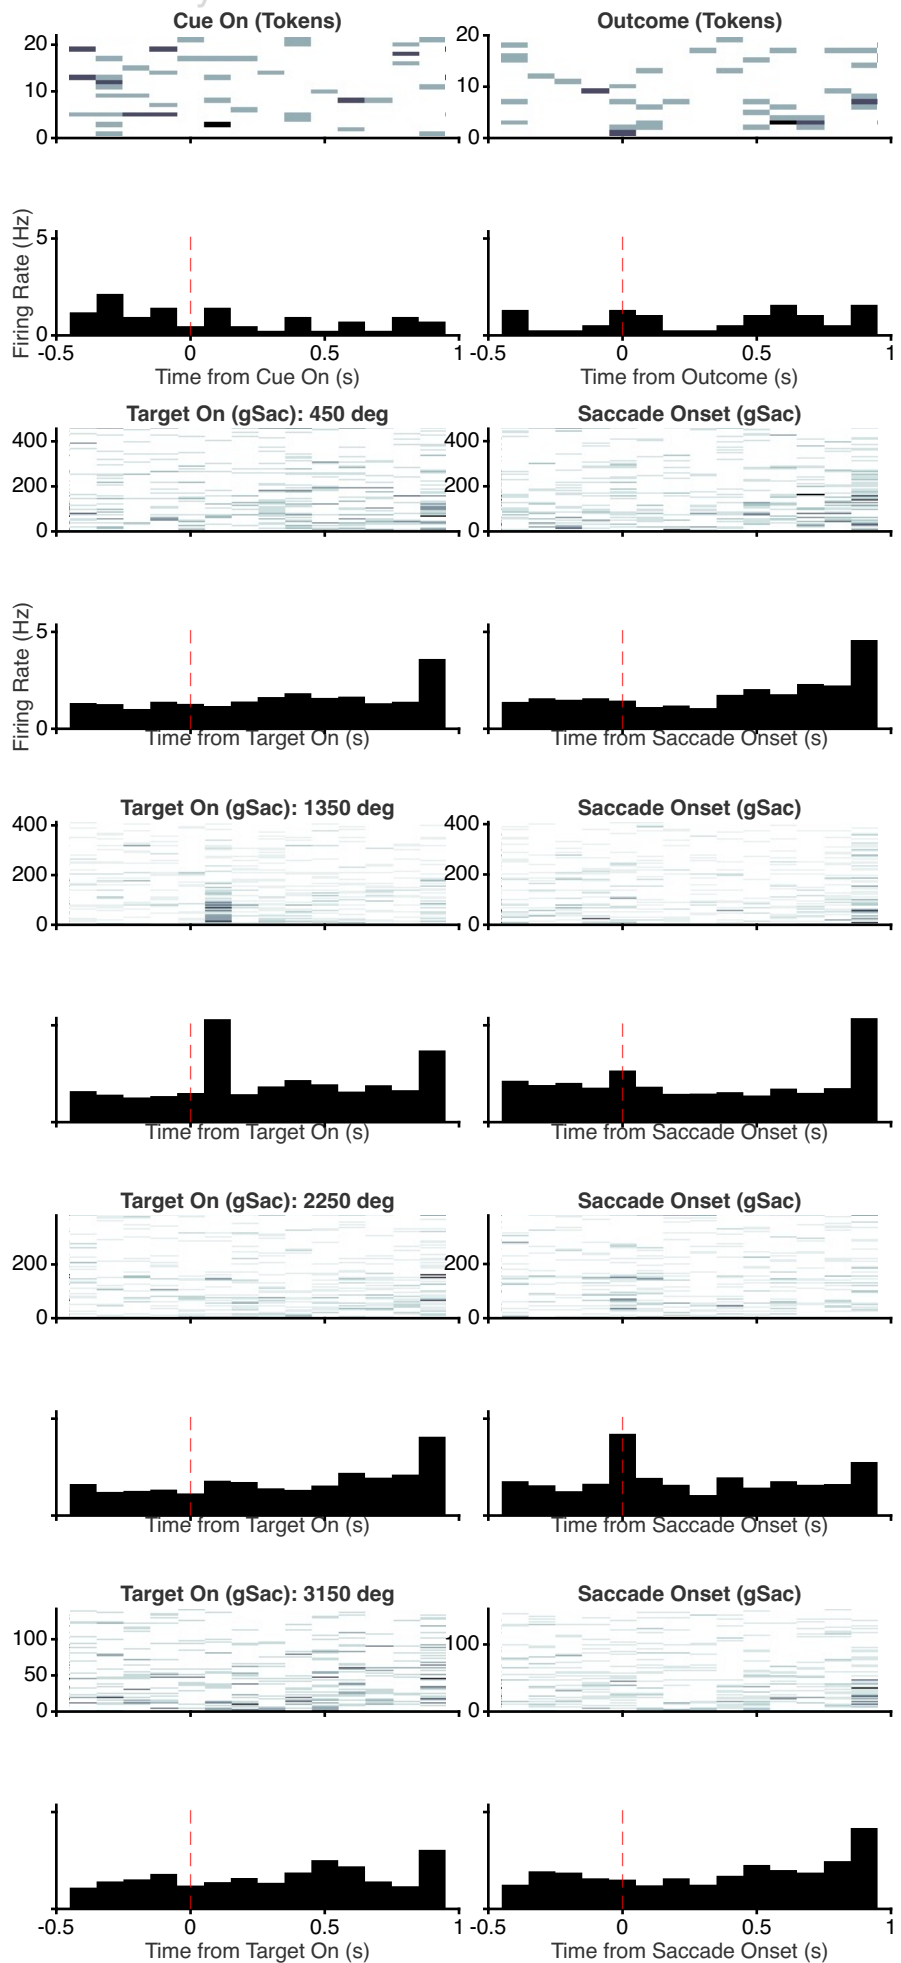 Cue On (Tokens)
Outcome (Tokens)
20
10
0
20
10
0
Firing Rate (Hz)
5
0
-0.5 0 0.5 1
-0.5 0 0.5 1
Time from Cue On (s)
Time from Outcome (s)
Target On (gSac): 450 deg
Saccade Onset (gSac)
400
200
0
400
200
0
Firing Rate (Hz)
5
0
Time from Target On (s)
Time from Saccade Onset (s)
Target On (gSac): 1350 deg
Saccade Onset (gSac)
400
200
0
400
200
0
Time from Target On (s)
Time from Saccade Onset (s)
Target On (gSac): 2250 deg
Saccade Onset (gSac)
200
0
200
0
Time from Target On (s)
Time from Saccade Onset (s)
Target On (gSac): 3150 deg
Saccade Onset (gSac)
100
50
0
100
0
-0.5 0 0.5 1
-0.5 0 0.5 1
Time from Target On (s)
Time from Saccade Onset (s)